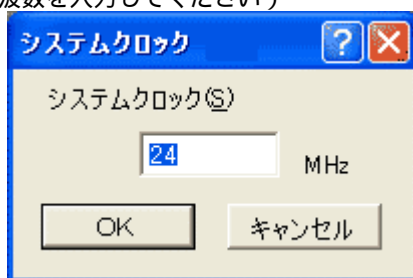 波数を入力してください)
システムクロック
システムクロック(S)
24 MHz
OK キャンセル